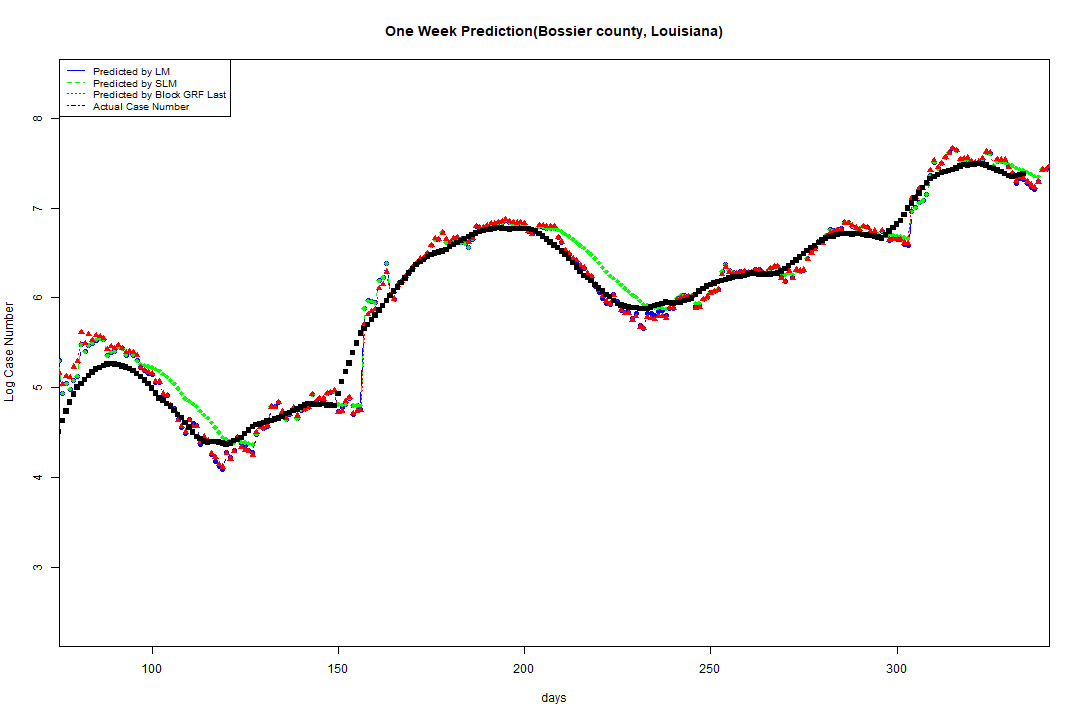 One Week Prediction(Bossier county, Louisiana)
Predicted by LM
Predicted by SLM
Predicted by Block GRF Last
Actual Case Number
8
7
6
5
4
3
Log Case Number
100 150 200 250 300
days